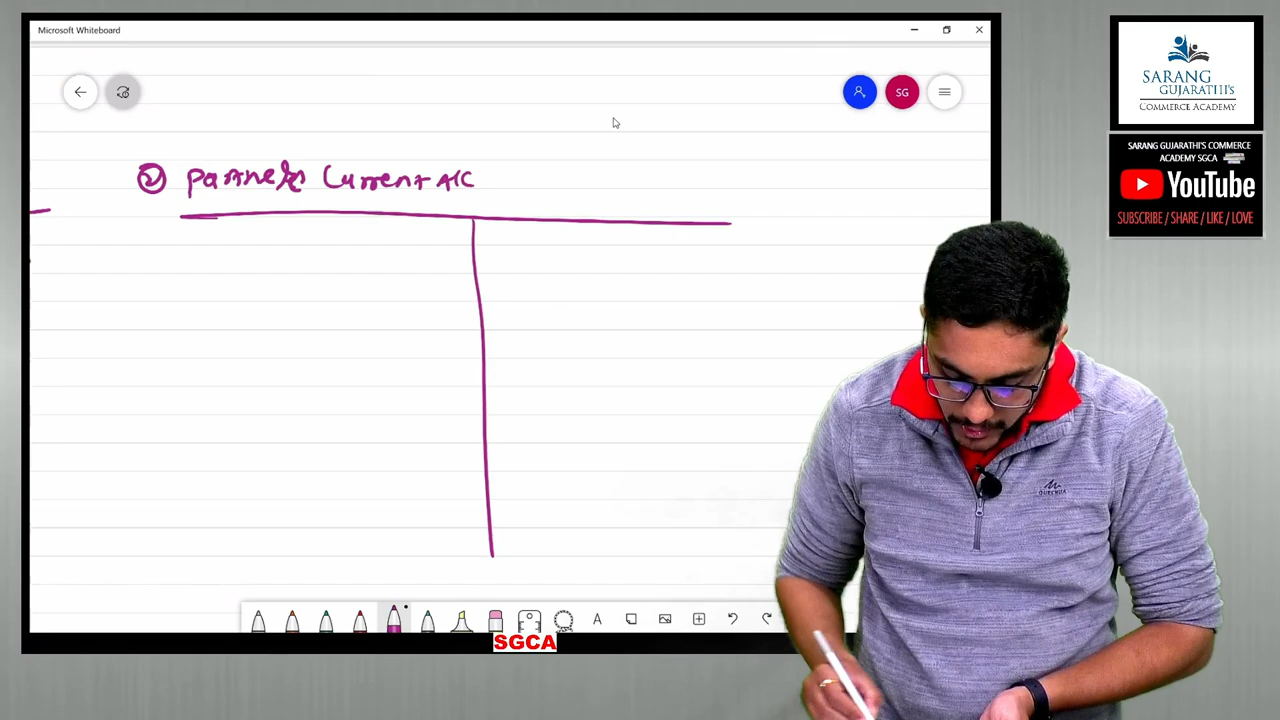 Microsoft Whiteboard
SG
② Partners Current A/C
SARANG
GUJARATHI'S
COMMERCE ACADEMY
SARANG GUJARATHI'S COMMERCE
ACADEMY SGCA
YouTube
SUBSCRIBE / SHARE / LIKE / LOVE
A
SGCA